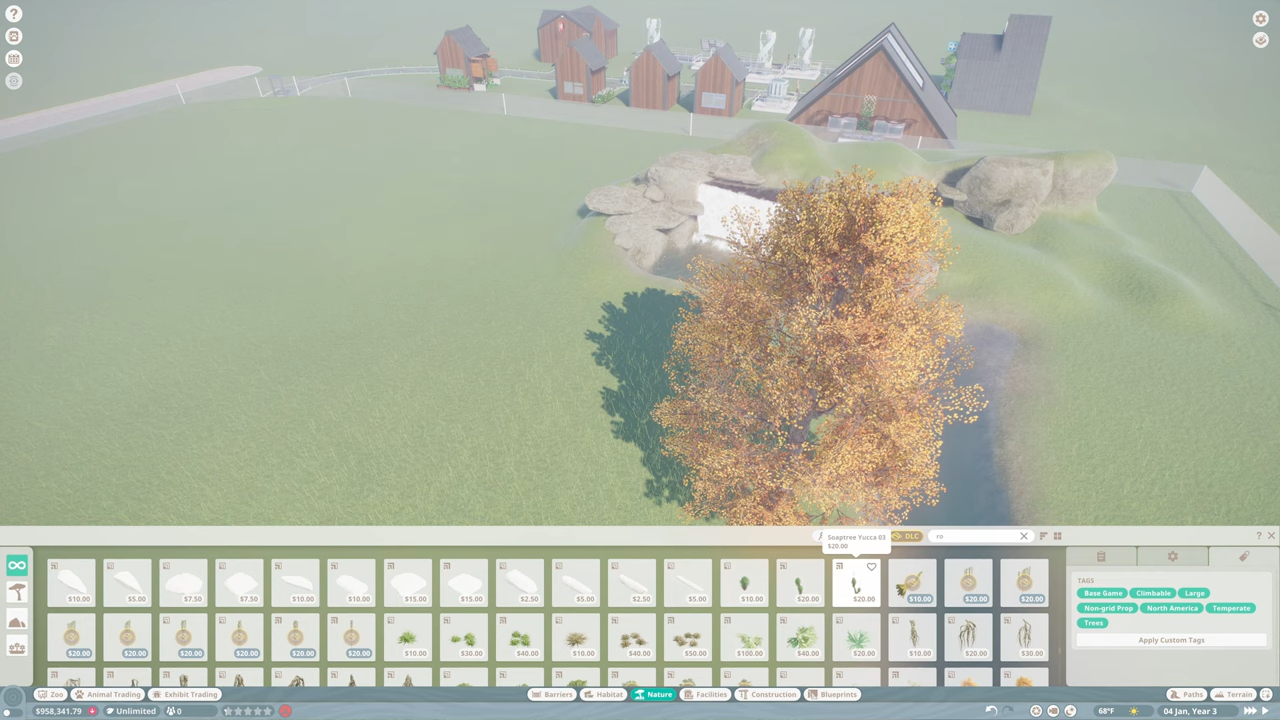 ?
Soaptree Yucca 03
$20.00
DLC
ro
?
$10.00 $5.00 $7.50 $7.50 $10.00 $10.00 $15.00 $15.00 $2.50 $5.00 $2.50 $5.00 $10.00 $20.00 $20.00 $10.00 $20.00 $20.00
$20.00 $20.00 $20.00 $20.00 $20.00 $20.00 $10.00 $30.00 $40.00 $10.00 $40.00 $50.00 $100.00 $40.00 $20.00 $10.00 $20.00 $30.00
TAGS
Base Game Climbable Large
Non-grid Prop North America Temperate
Trees
Apply Custom Tags
Zoo Animal Trading Exhibit Trading Barriers Habitat Nature Facilities Construction Blueprints Paths Terrain
$958,341.79 Unlimited 0 68°F 04 Jan, Year 3